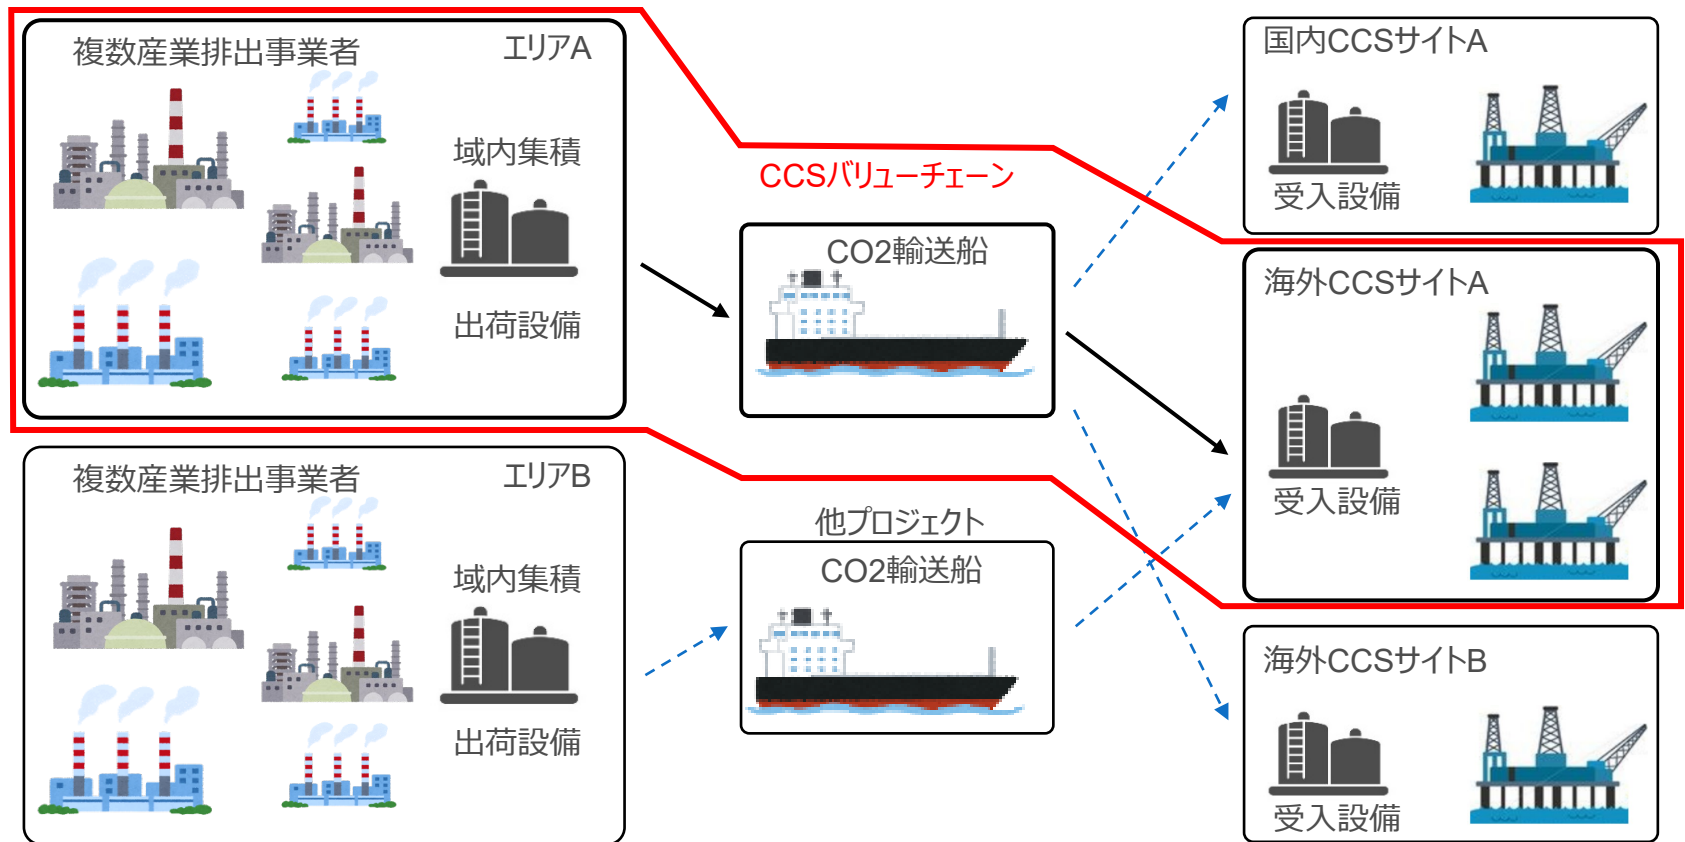 複数産業排出事業者
エリアA
域内集積
出荷設備
CCSバリューチェーン
CO2輸送船
国内CCSサイトA
受入設備
海外CCSサイトA
受入設備
複数産業排出事業者
エリアB
域内集積
出荷設備
他プロジェクト
CO2輸送船
海外CCSサイトB
受入設備